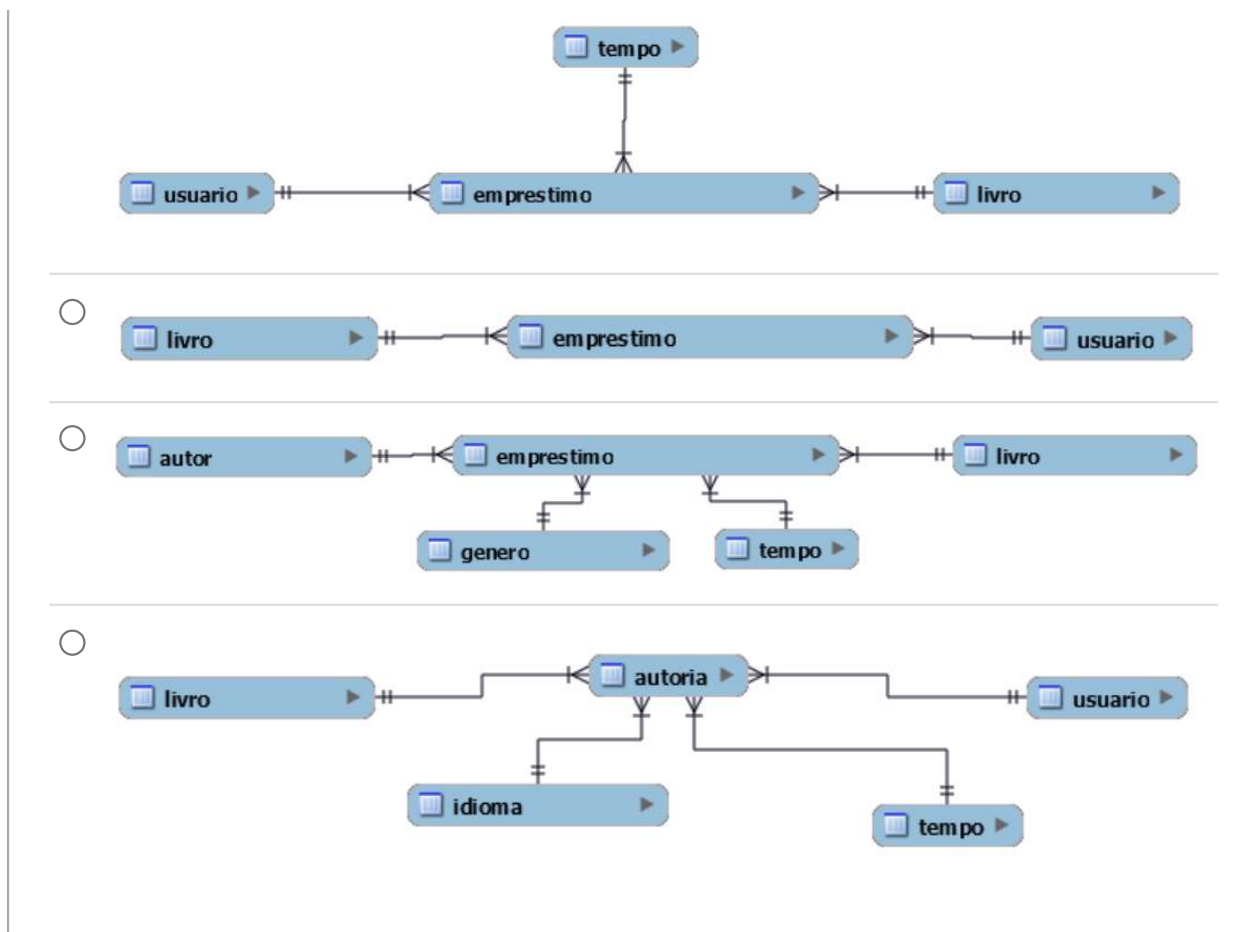 tempo
usuario emprestimo livro
livro emprestimo usuario
autor emprestimo livro
genero tempo
livro autoria usuario
idioma tempo